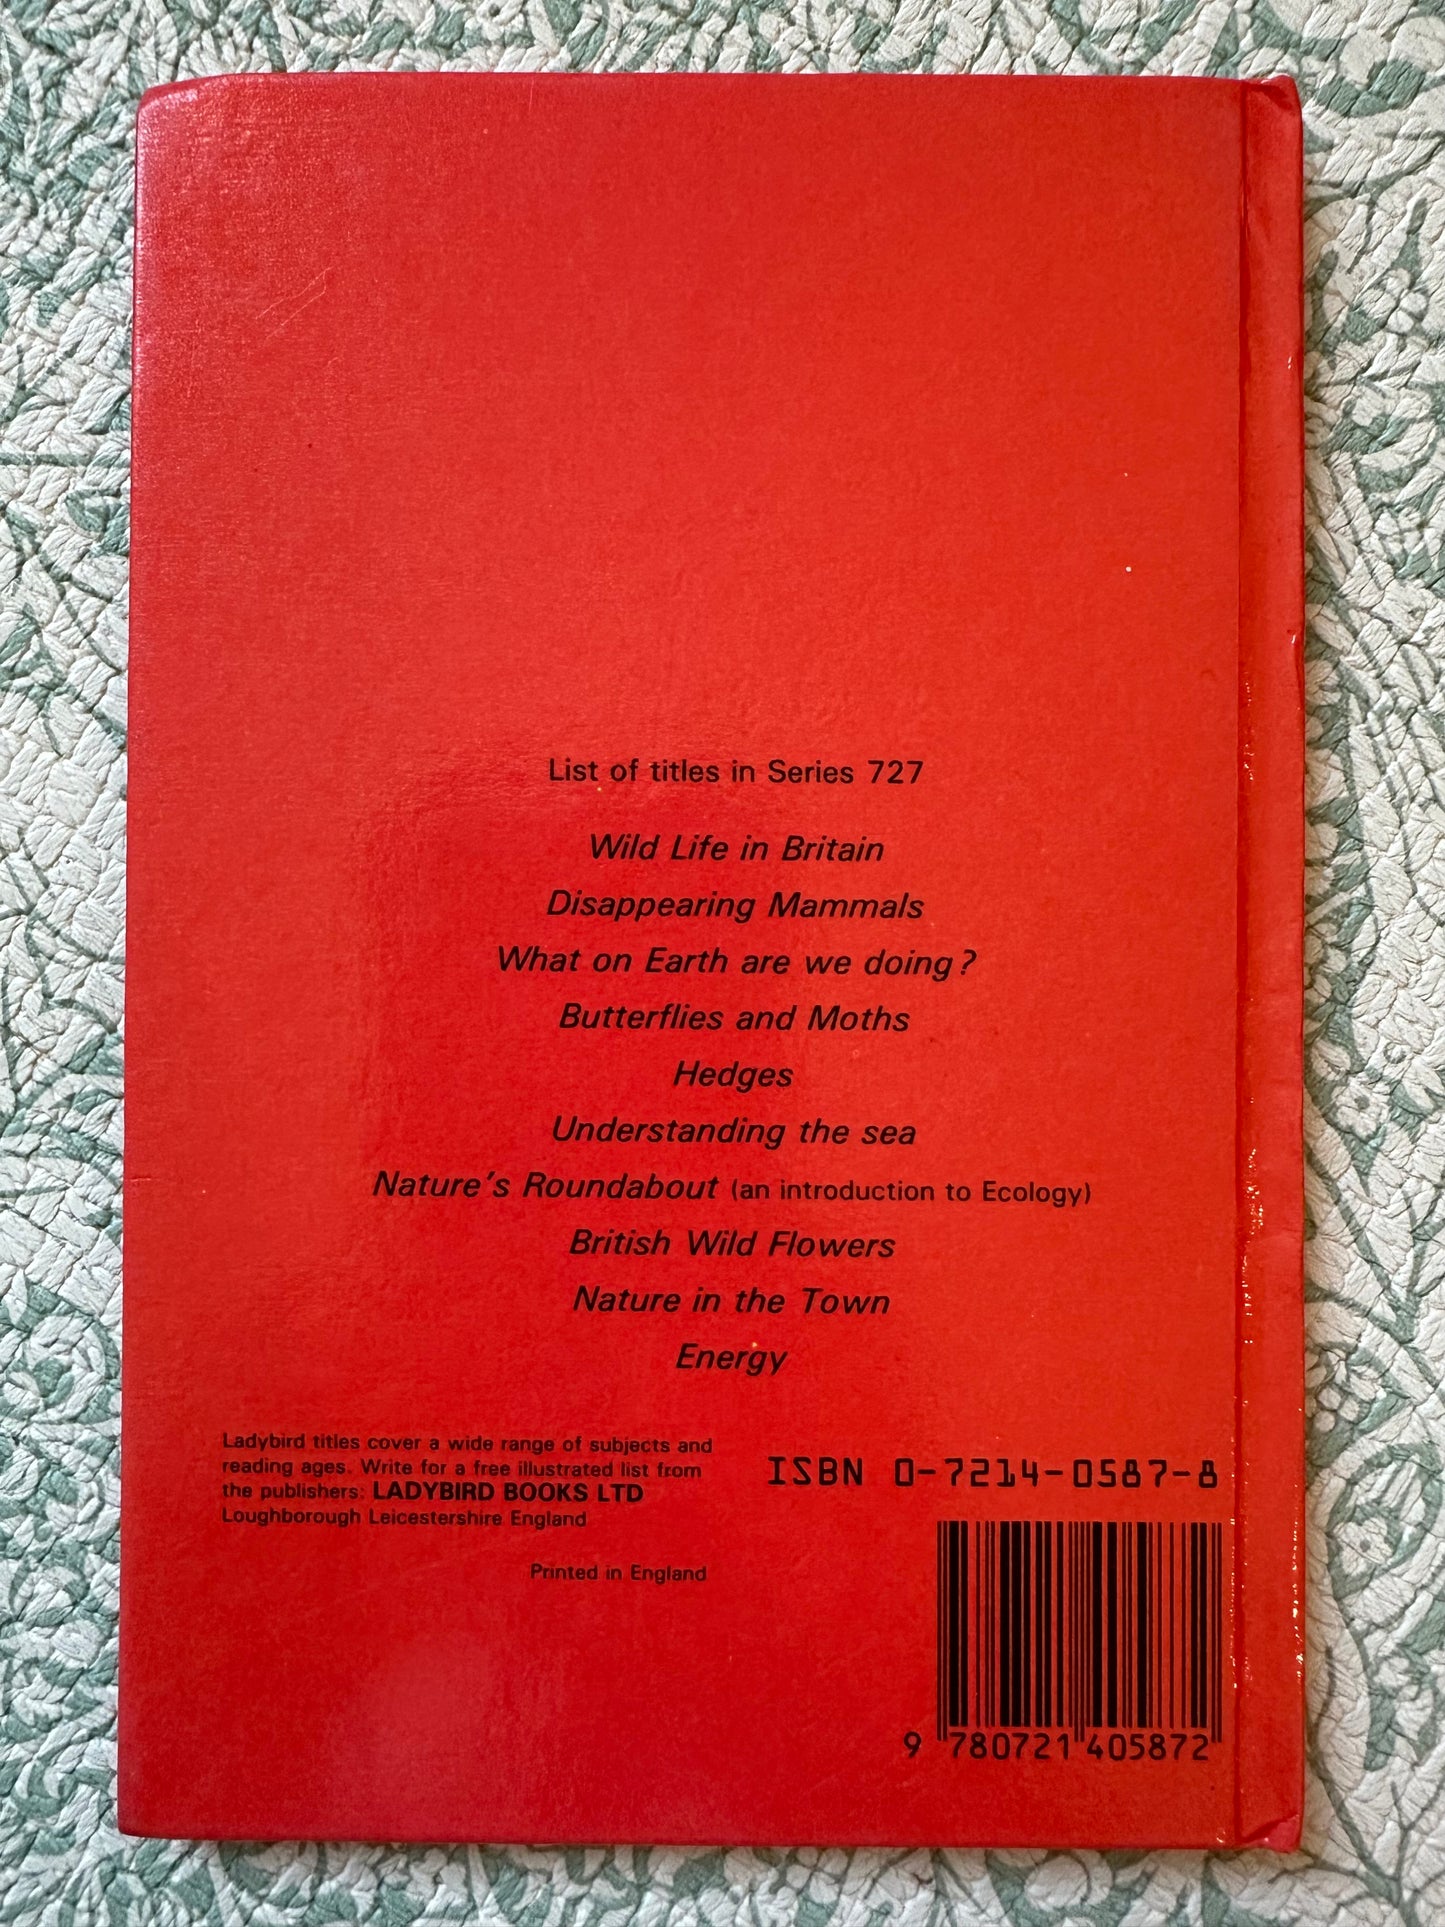 List of titles in Series 727
Wild Life in Britain
Disappearing Mammals
What on Earth are we doing?
Butterflies and Moths
Hedges
Understanding the sea
Nature's Roundabout (an introduction to Ecology)
British Wild Flowers
Nature in the Town
Energy
Ladybird titles cover a wide range of subjects and
reading ages. Write for a free illustrated list from
the publishers: LADYBIRD BOOKS LTD
Loughborough Leicestershire England
Printed in England
ISBN 0-7214-0587-8
9 780721 405872